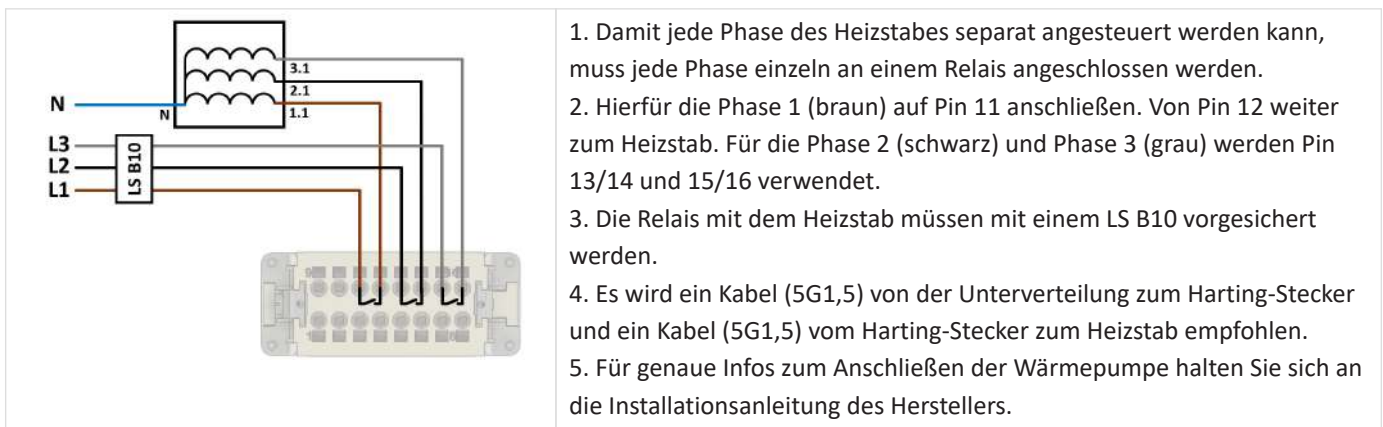 3.1
2.1
1.1
N
N
L3
L2
L1
LS B10
1. Damit jede Phase des Heizstabes separat angesteuert werden kann,
muss jede Phase einzeln an einem Relais angeschlossen werden.
2. Hierfür die Phase 1 (braun) auf Pin 11 anschließen. Von Pin 12 weiter
zum Heizstab. Für die Phase 2 (schwarz) und Phase 3 (grau) werden Pin
13/14 und 15/16 verwendet.
3. Die Relais mit dem Heizstab müssen mit einem LS B10 vorgesichert
werden.
4. Es wird ein Kabel (5G1,5) von der Unterverteilung zum Harting-Stecker
und ein Kabel (5G1,5) vom Harting-Stecker zum Heizstab empfohlen.
5. Für genaue Infos zum Anschließen der Wärmepumpe halten Sie sich an
die Installationsanleitung des Herstellers.